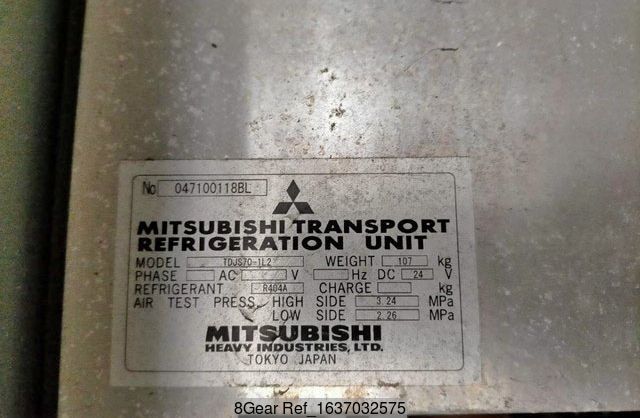 No 047100118BL
MITSUBISHI TRANSPORT
REFRIGERATION UNIT
MODEL TDJS70-1L2 WEIGHT 107 kg
PHASE AC V Hz DC 24 V
REFRIGERANT R404A CHARGE kg
AIR TEST PRESS. HIGH SIDE 3.24 MPa
LOW SIDE 2.26 MPa
MITSUBISHI
HEAVY INDUSTRIES, LTD.
TOKYO JAPAN
8Gear Ref 1637032575